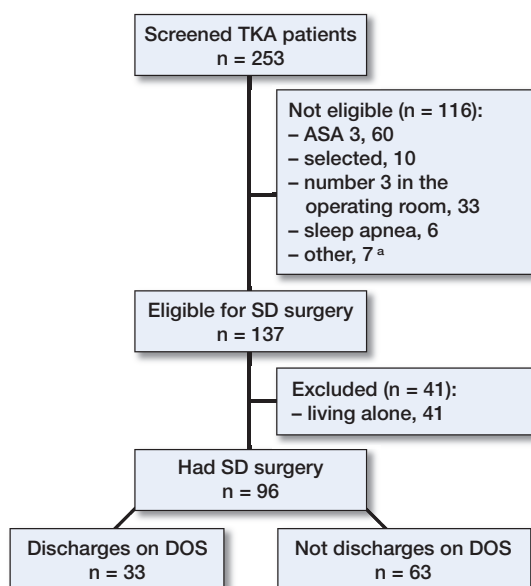 Screened TKA patients
n = 253
Not eligible (n = 116):
– ASA 3, 60
– selected, 10
– number 3 in the
operating room, 33
– sleep apnea, 6
– other, 7 a
Eligible for SD surgery
n = 137
Excluded (n = 41):
– living alone, 41
Had SD surgery
n = 96
Discharges on DOS
n = 33
Not discharges on DOS
n = 63